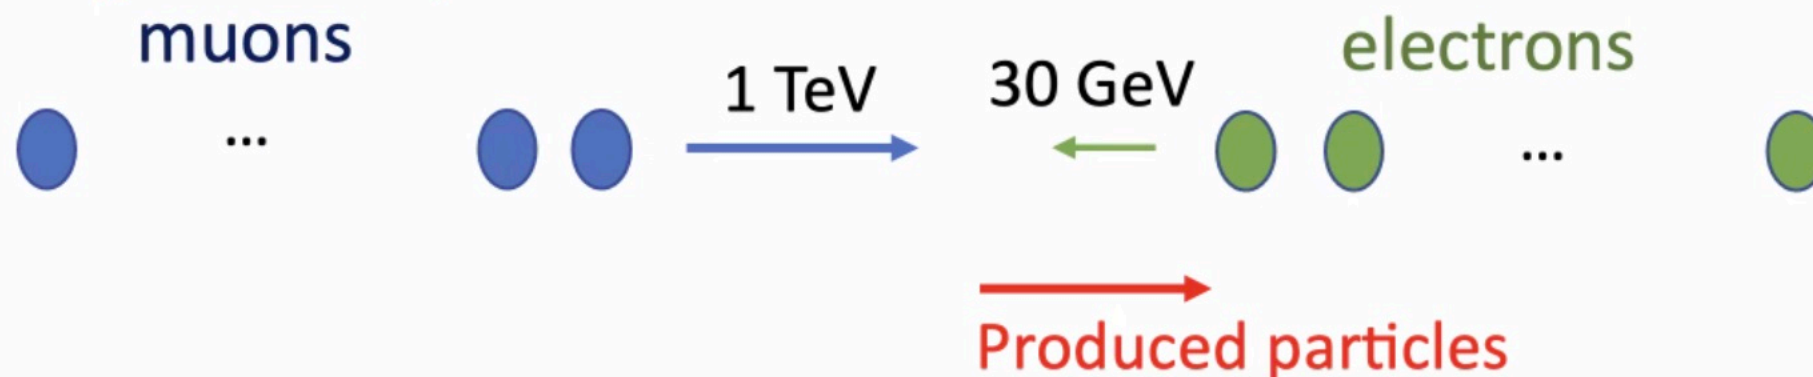 muons
...
1 TeV
30 GeV
electrons
...
Produced particles